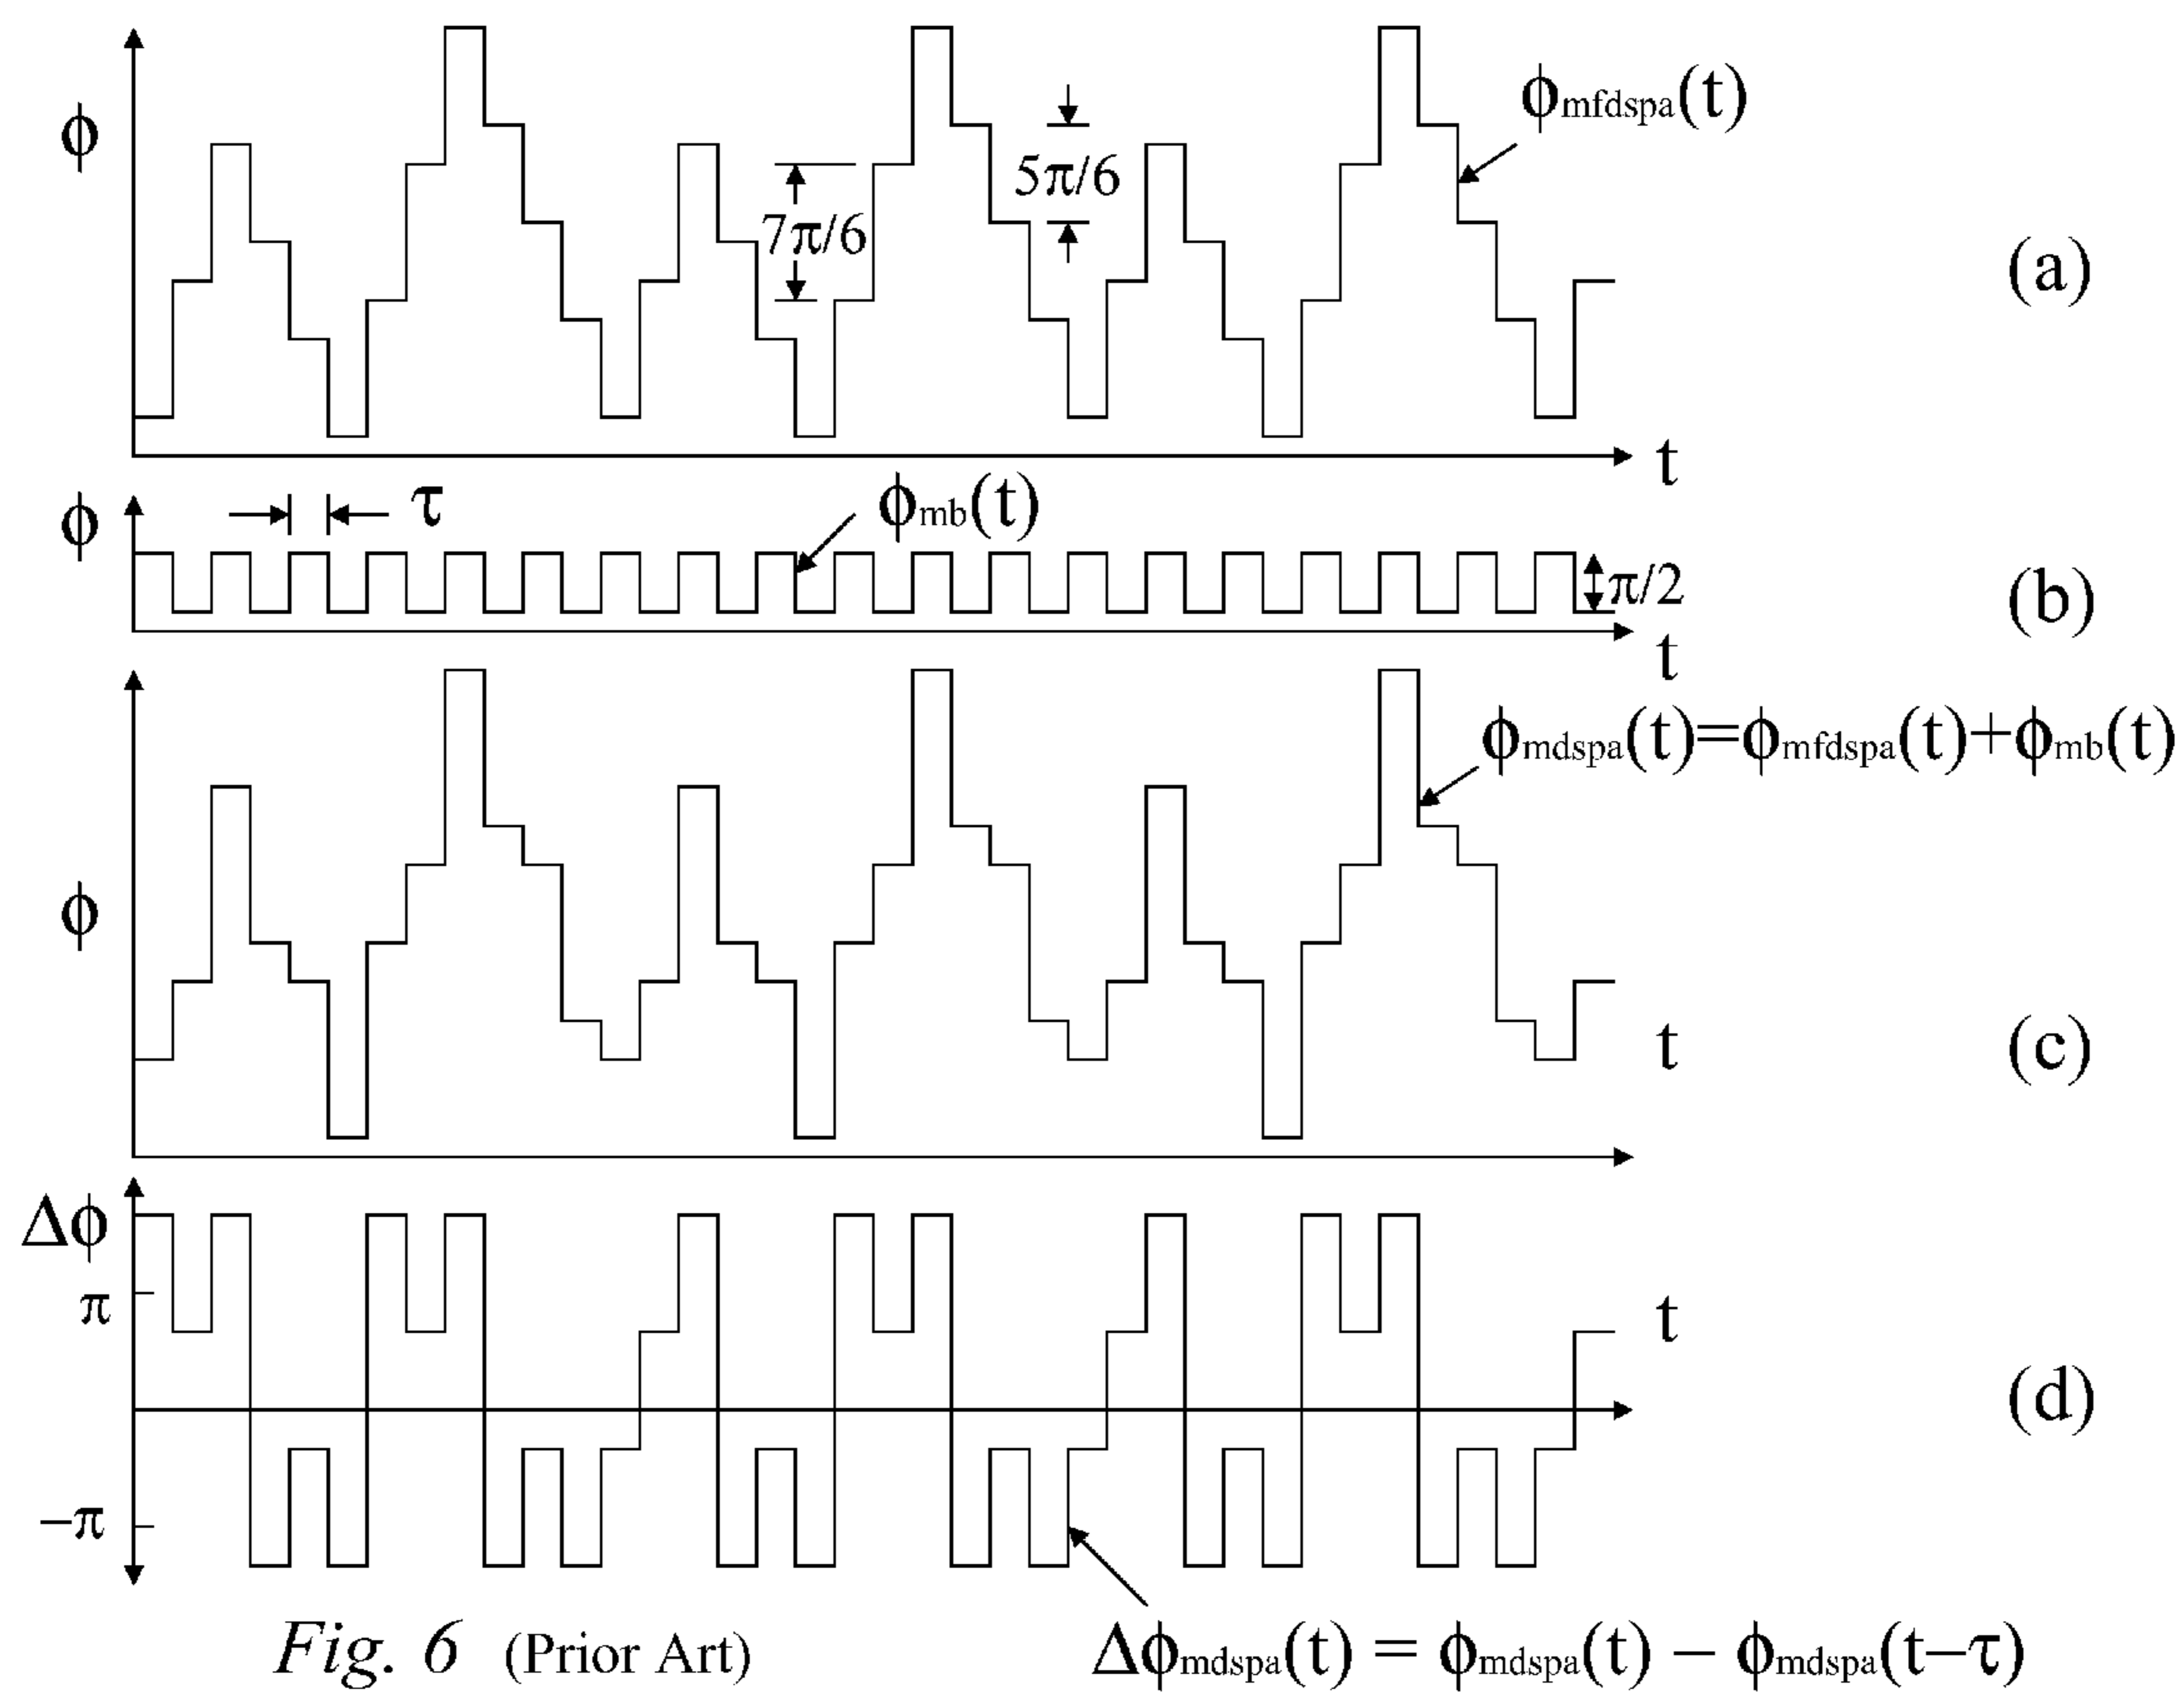 ϕ
ϕmfdspa(t)
5π/6
7π/6
(a)
t
ϕ
τ
ϕmb(t)
π/2
(b)
t
ϕmdspa(t)=ϕmfdspa(t)+ϕmb(t)
ϕ
t
(c)
Δϕ
π
t
(d)
−π
Fig. 6 (Prior Art)
Δϕmdspa(t) = ϕmdspa(t) − ϕmdspa(t−τ)